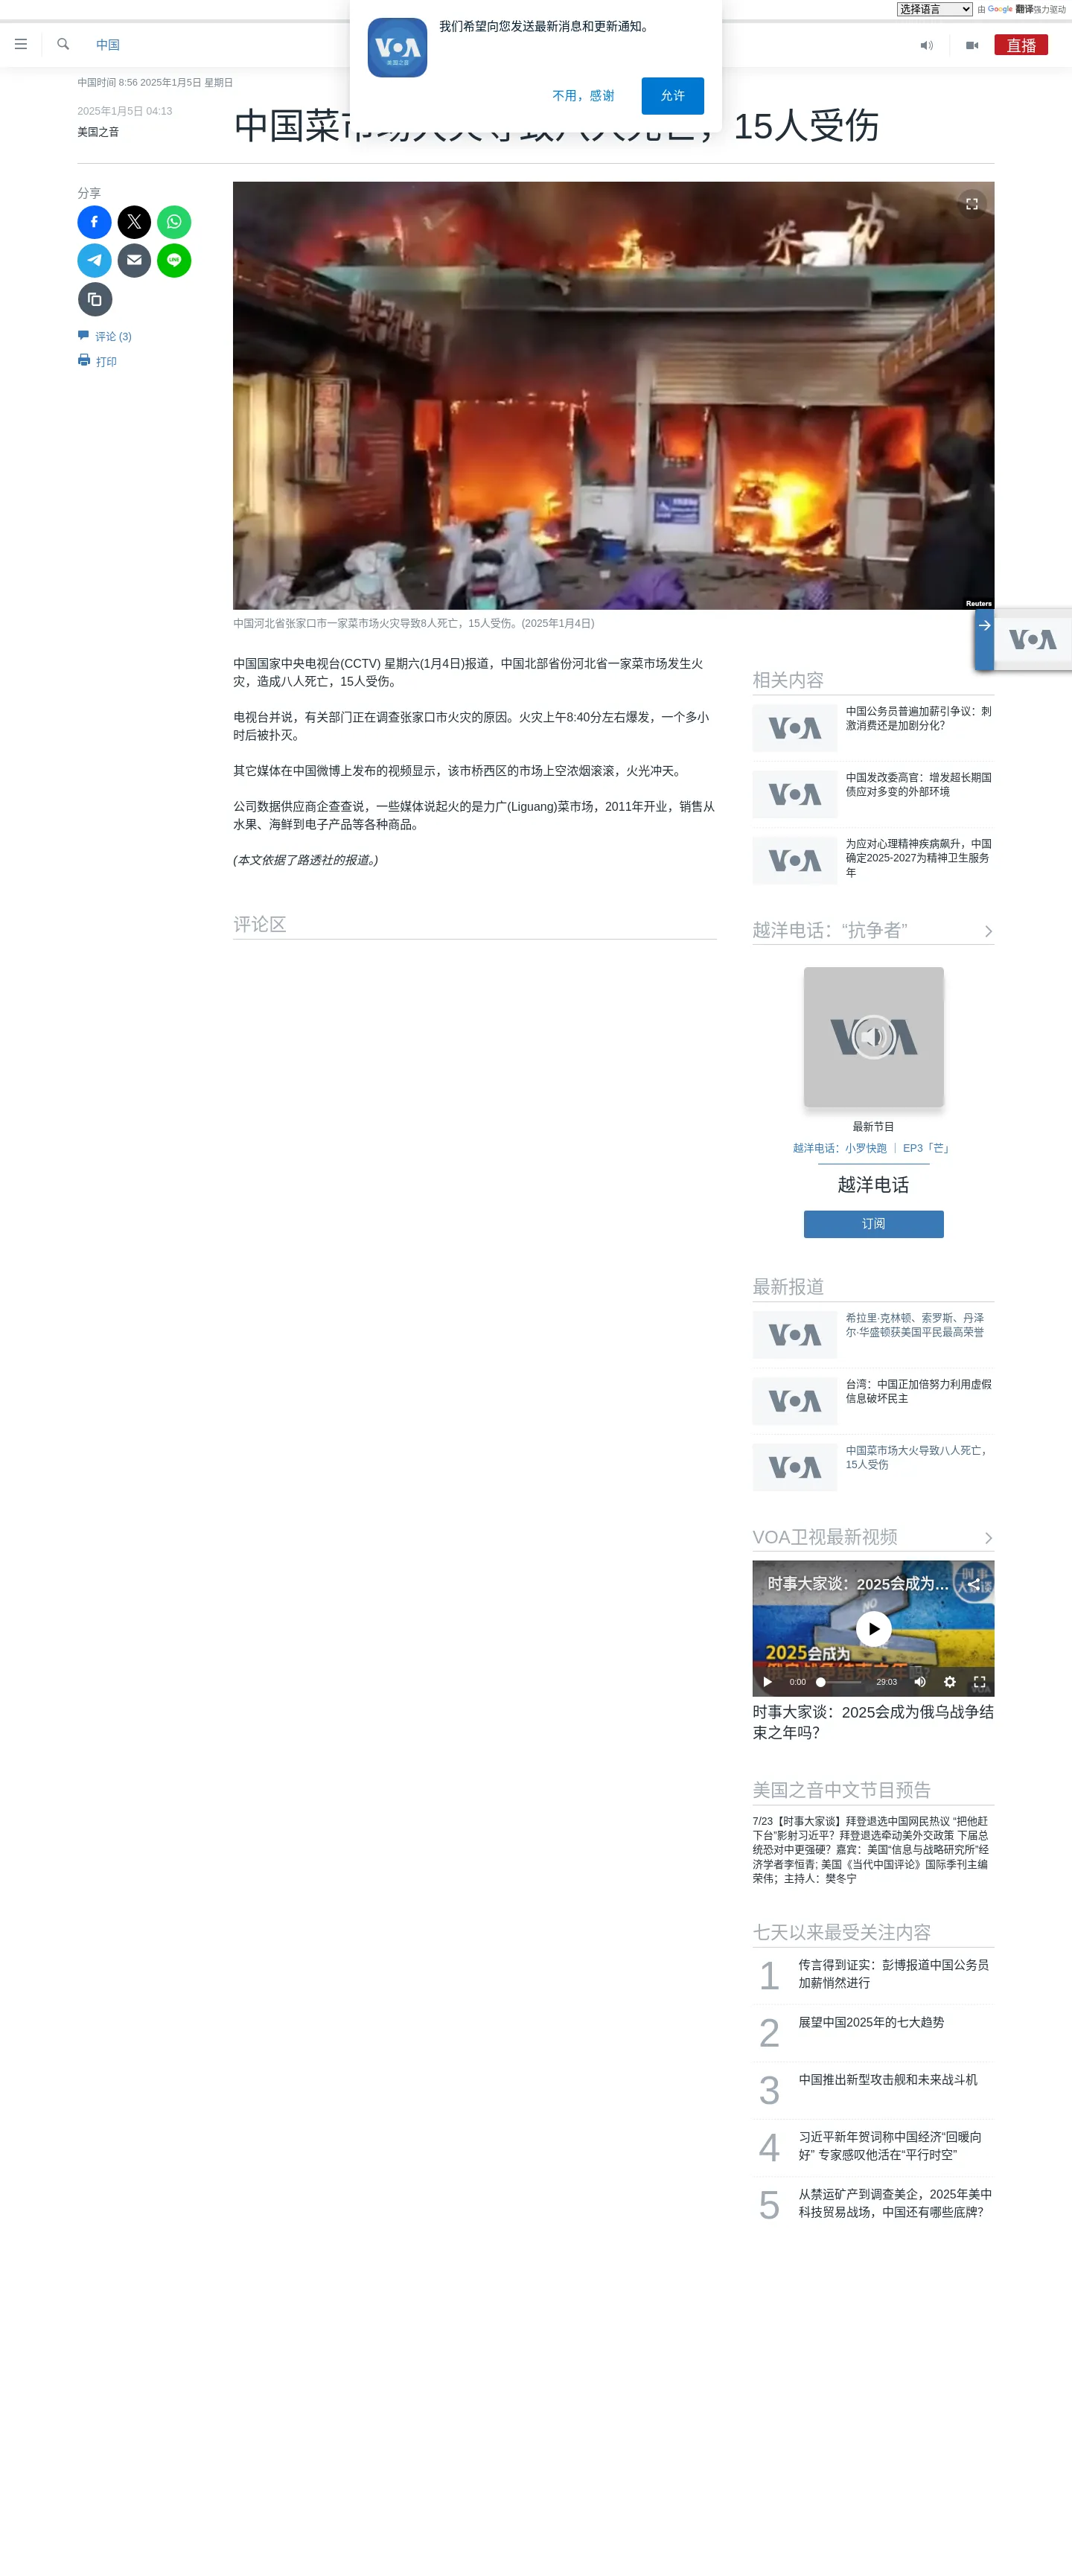 选择语言 由 Google 翻译强力驱动
VOA
美国之音
我们希望向您发送最新消息和更新通知。
不用，感谢
允许
中国
直播
中国时间 8:56 2025年1月5日 星期日
2025年1月5日 04:13
美国之音
15人受伤
分享
评论 (3)
打印
Reuters
中国河北省张家口市一家菜市场火灾导致8人死亡，15人受伤。(2025年1月4日)
中国国家中央电视台(CCTV) 星期六(1月4日)报道，中国北部省份河北省一家菜市场发生火
灾，造成八人死亡，15人受伤。
电视台并说，有关部门正在调查张家口市火灾的原因。火灾上午8:40分左右爆发，一个多小
时后被扑灭。
其它媒体在中国微博上发布的视频显示，该市桥西区的市场上空浓烟滚滚，火光冲天。
公司数据供应商企查查说，一些媒体说起火的是力广(Liguang)菜市场，2011年开业，销售从
水果、海鲜到电子产品等各种商品。
(本文依据了路透社的报道。)
评论区
VOA
相关内容
VOA
中国公务员普遍加薪引争议：刺
激消费还是加剧分化？
VOA
中国发改委高官：增发超长期国
债应对多变的外部环境
VOA
为应对心理精神疾病飙升，中国
确定2025-2027为精神卫生服务
年
越洋电话：“抗争者”
VOA
最新节目
越洋电话：小罗快跑 ｜ EP3「芒」
越洋电话
订阅
最新报道
VOA
希拉里·克林顿、索罗斯、丹泽
尔·华盛顿获美国平民最高荣誉
VOA
台湾：中国正加倍努力利用虚假
信息破坏民主
VOA
中国菜市场大火导致八人死亡，
15人受伤
VOA卫视最新视频
时事大家谈：2025会成为…
时事
大家谈
NO
2025会成为
俄乌战争结束之年吗？
0:00
29:03
VOA
时事大家谈：2025会成为俄乌战争结
束之年吗？
美国之音中文节目预告
7/23【时事大家谈】拜登退选中国网民热议 “把他赶
下台”影射习近平？拜登退选牵动美外交政策 下届总
统恐对中更强硬？嘉宾：美国“信息与战略研究所”经
济学者李恒青; 美国《当代中国评论》国际季刊主编
荣伟；主持人：樊冬宁
七天以来最受关注内容
1
传言得到证实：彭博报道中国公务员
加薪悄然进行
2
展望中国2025年的七大趋势
3
中国推出新型攻击舰和未来战斗机
4
习近平新年贺词称中国经济“回暖向
好” 专家感叹他活在“平行时空”
5
从禁运矿产到调查美企，2025年美中
科技贸易战场，中国还有哪些底牌？